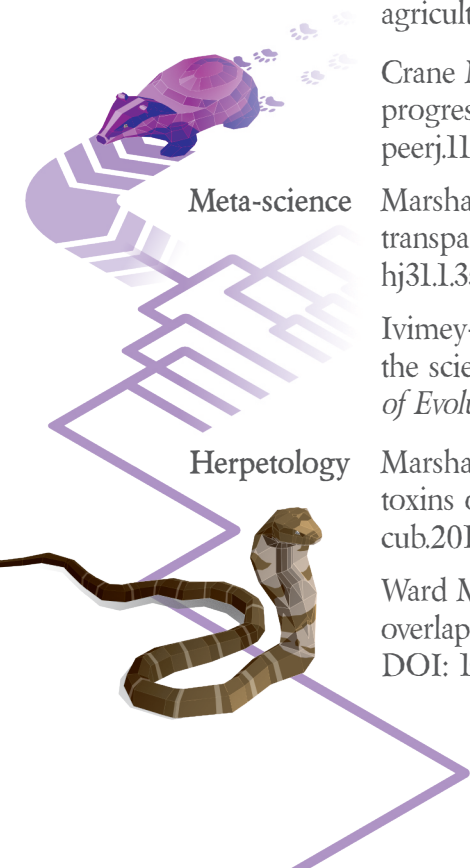 agricult
Crane M
progres
peerj.11
Meta-science
Marsha
transpa
hj31.1.3
Ivimey-
the scie
of Evolu
Herpetology
Marsha
toxins o
cub.201
Ward M
overlap
DOI: 1